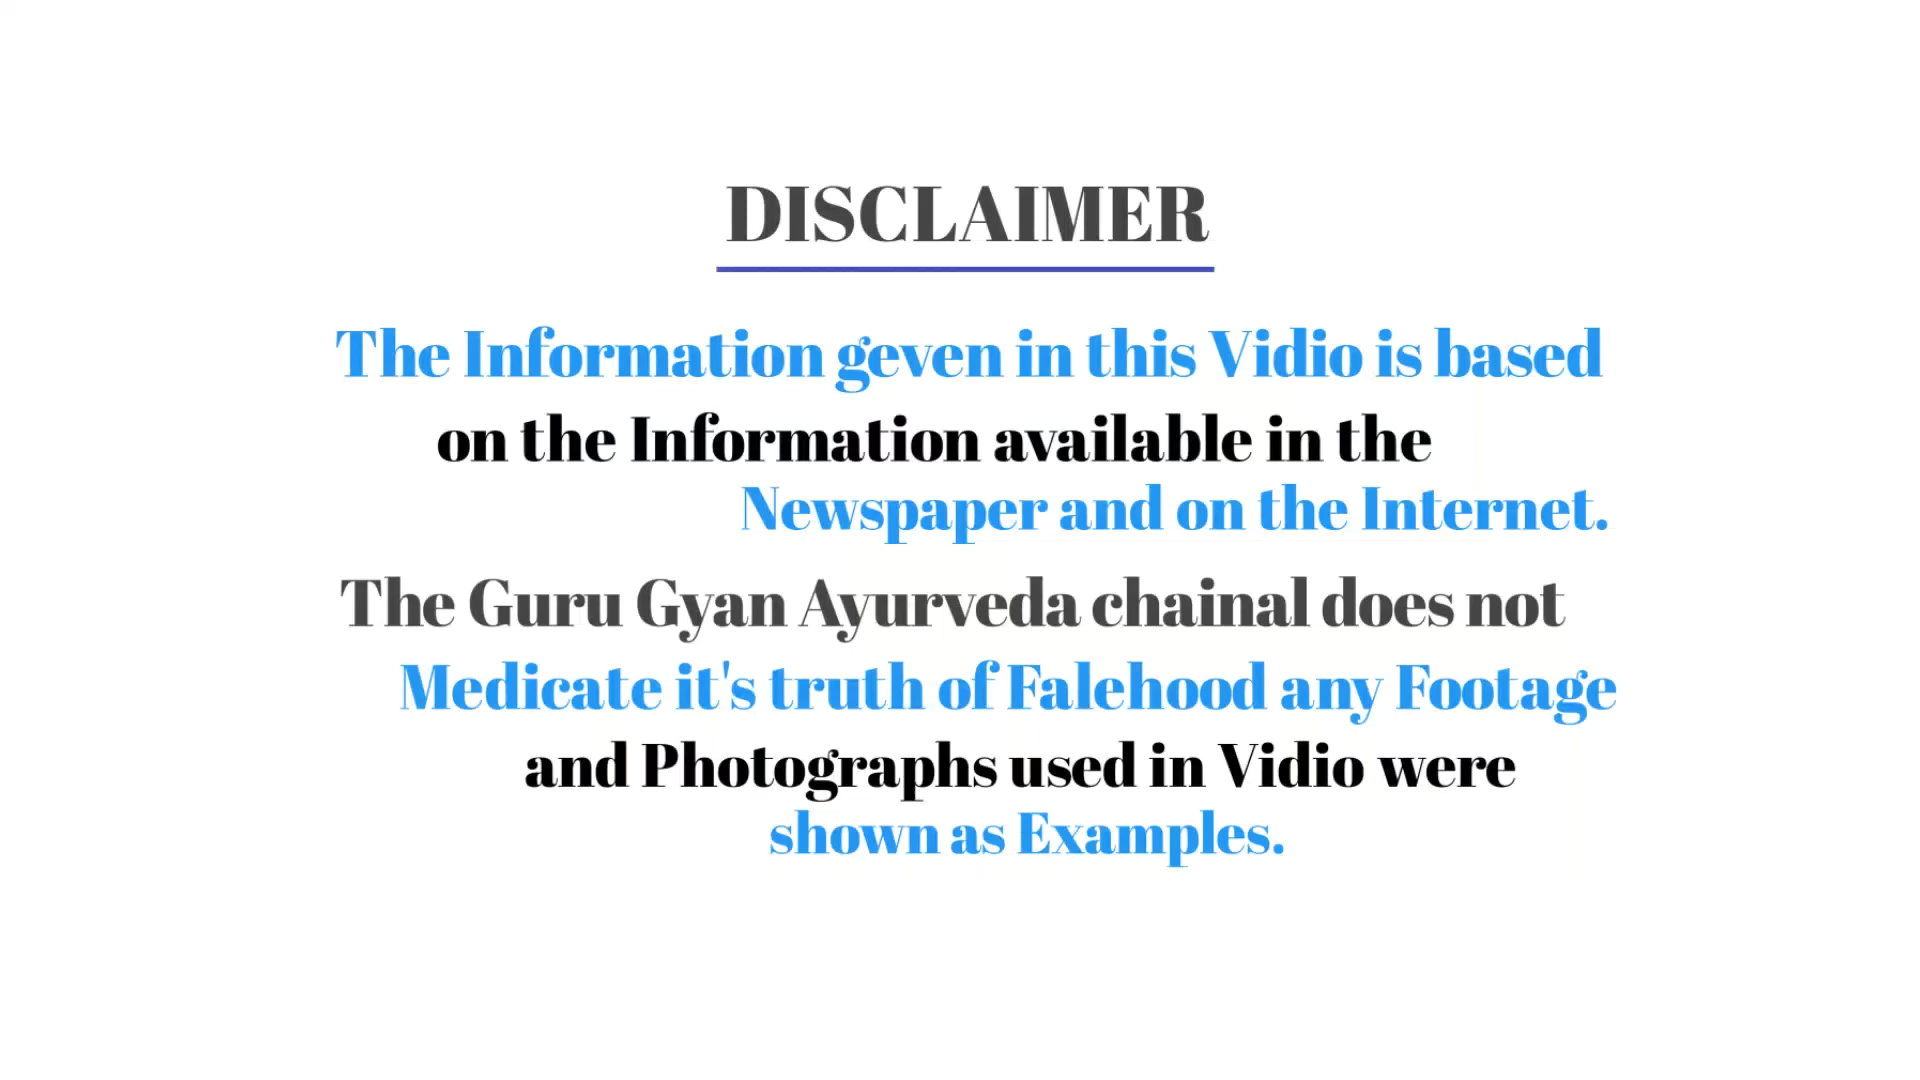 DISCLAIMER
The Information geven in this Vidio is based
on the Information available in the
Newspaper and on the Internet.
The Guru Gyan Ayurveda chainal does not
Medicate it's truth of Falehood any Footage
and Photographs used in Vidio were
shown as Examples.